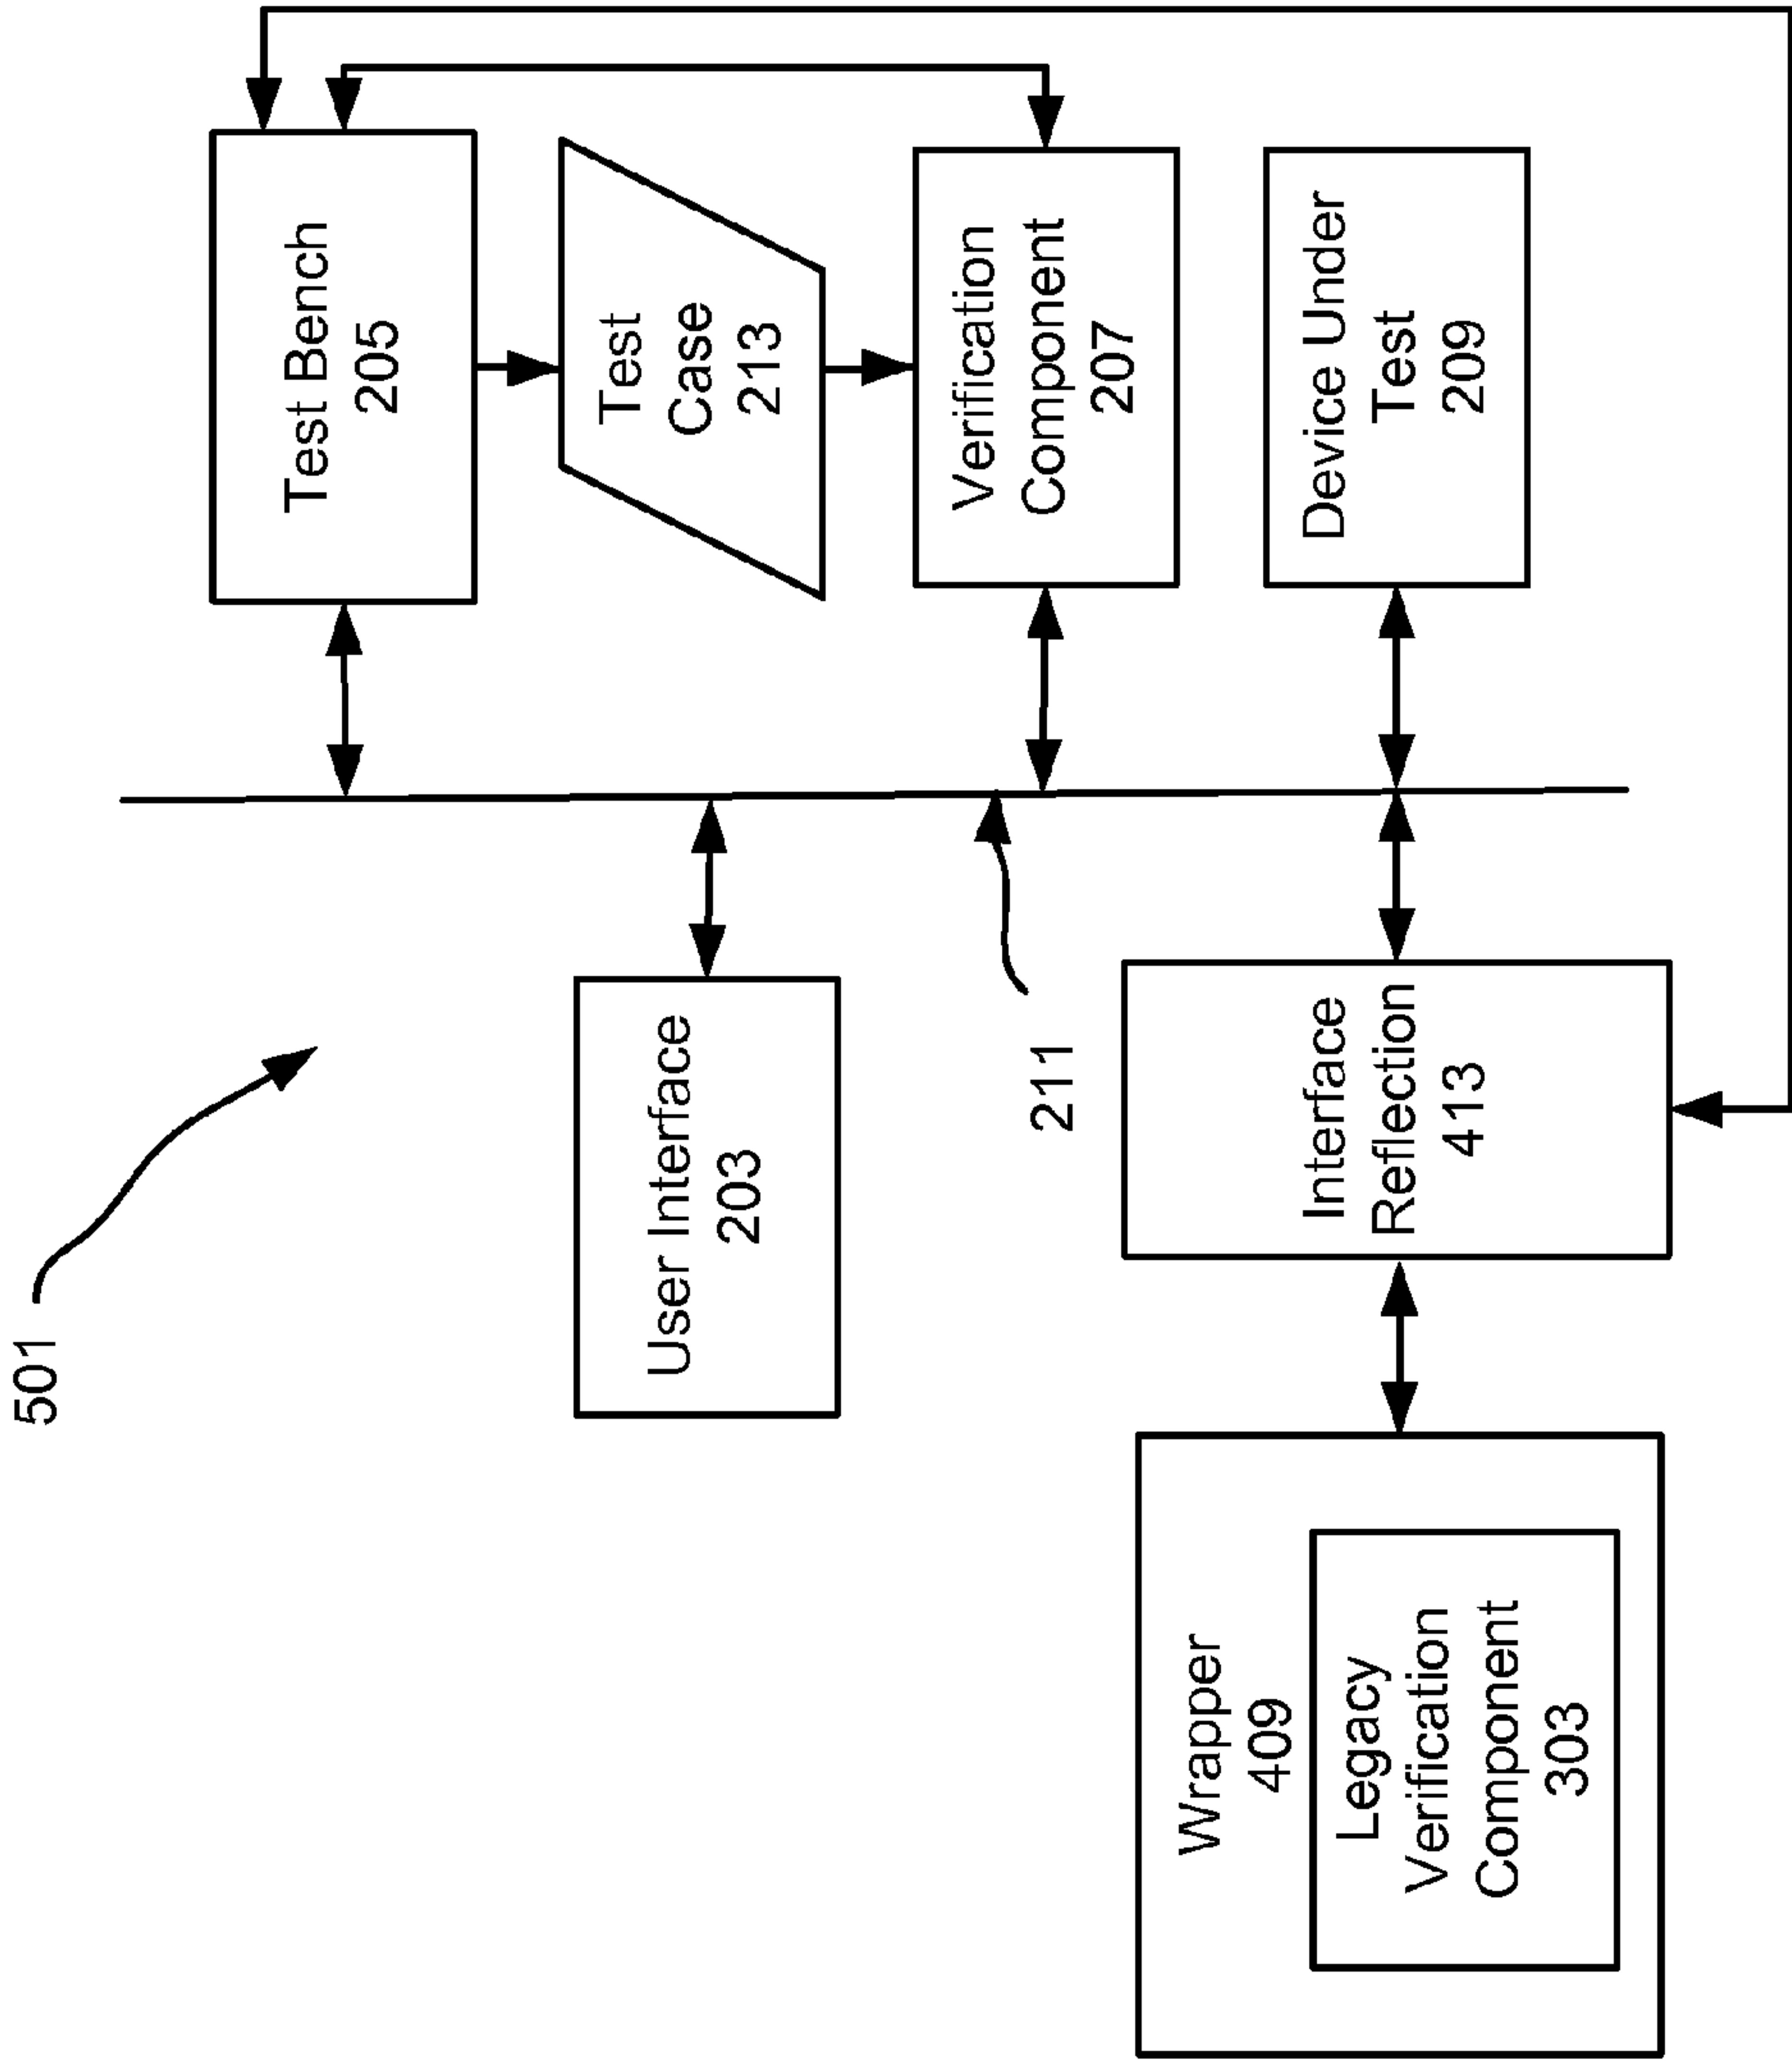 501
Test Bench
205
User Interface
203
Test
Case
213
211
Verification
Component
207
Wrapper
409
Legacy
Verification
Component
303
Interface
Reflection
413
Device Under
Test
209